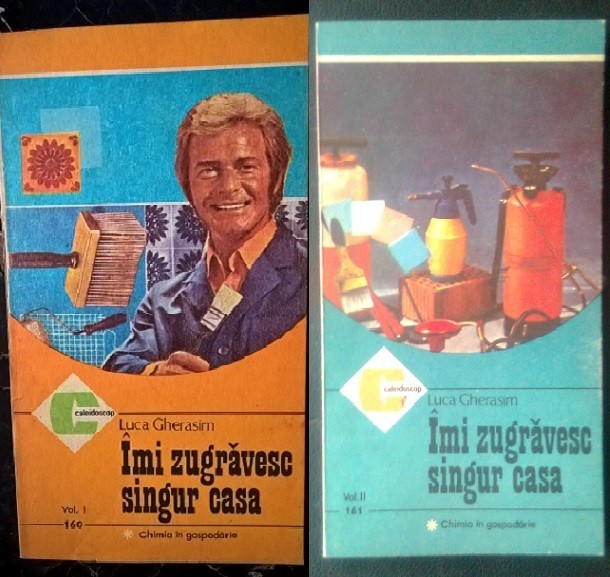 caleidoscop
Luca Gherasim
Îmi zugrăvesc
singur casa
Vol. I
160
Chimia în gospodărie
caleidoscop
Luca Gherasim
Îmi zugrăvesc
singur casa
Vol. II
161
Chimia în gospodărie